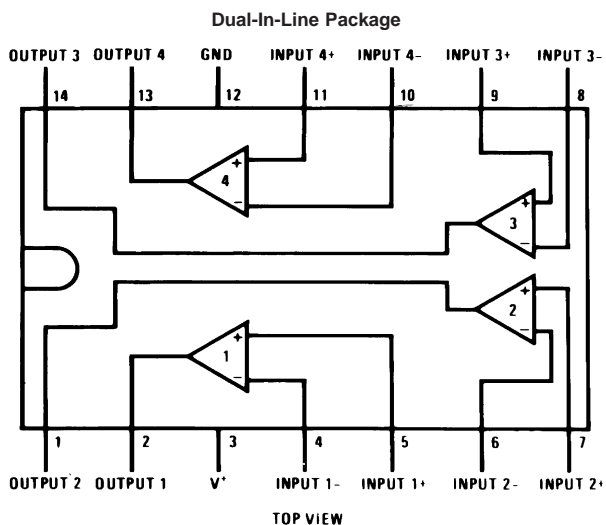 Dual-In-Line Package
OUTPUT 3 OUTPUT 4 GND INPUT 4+ INPUT 4- INPUT 3+ INPUT 3-
14 13 12 11 10 9 8
+
4
-
+
3
-
+
2
-
+
1
-
1 2 3 4 5 6 7
OUTPUT 2 OUTPUT 1 V+ INPUT 1- INPUT 1+ INPUT 2- INPUT 2+
TOP VIEW